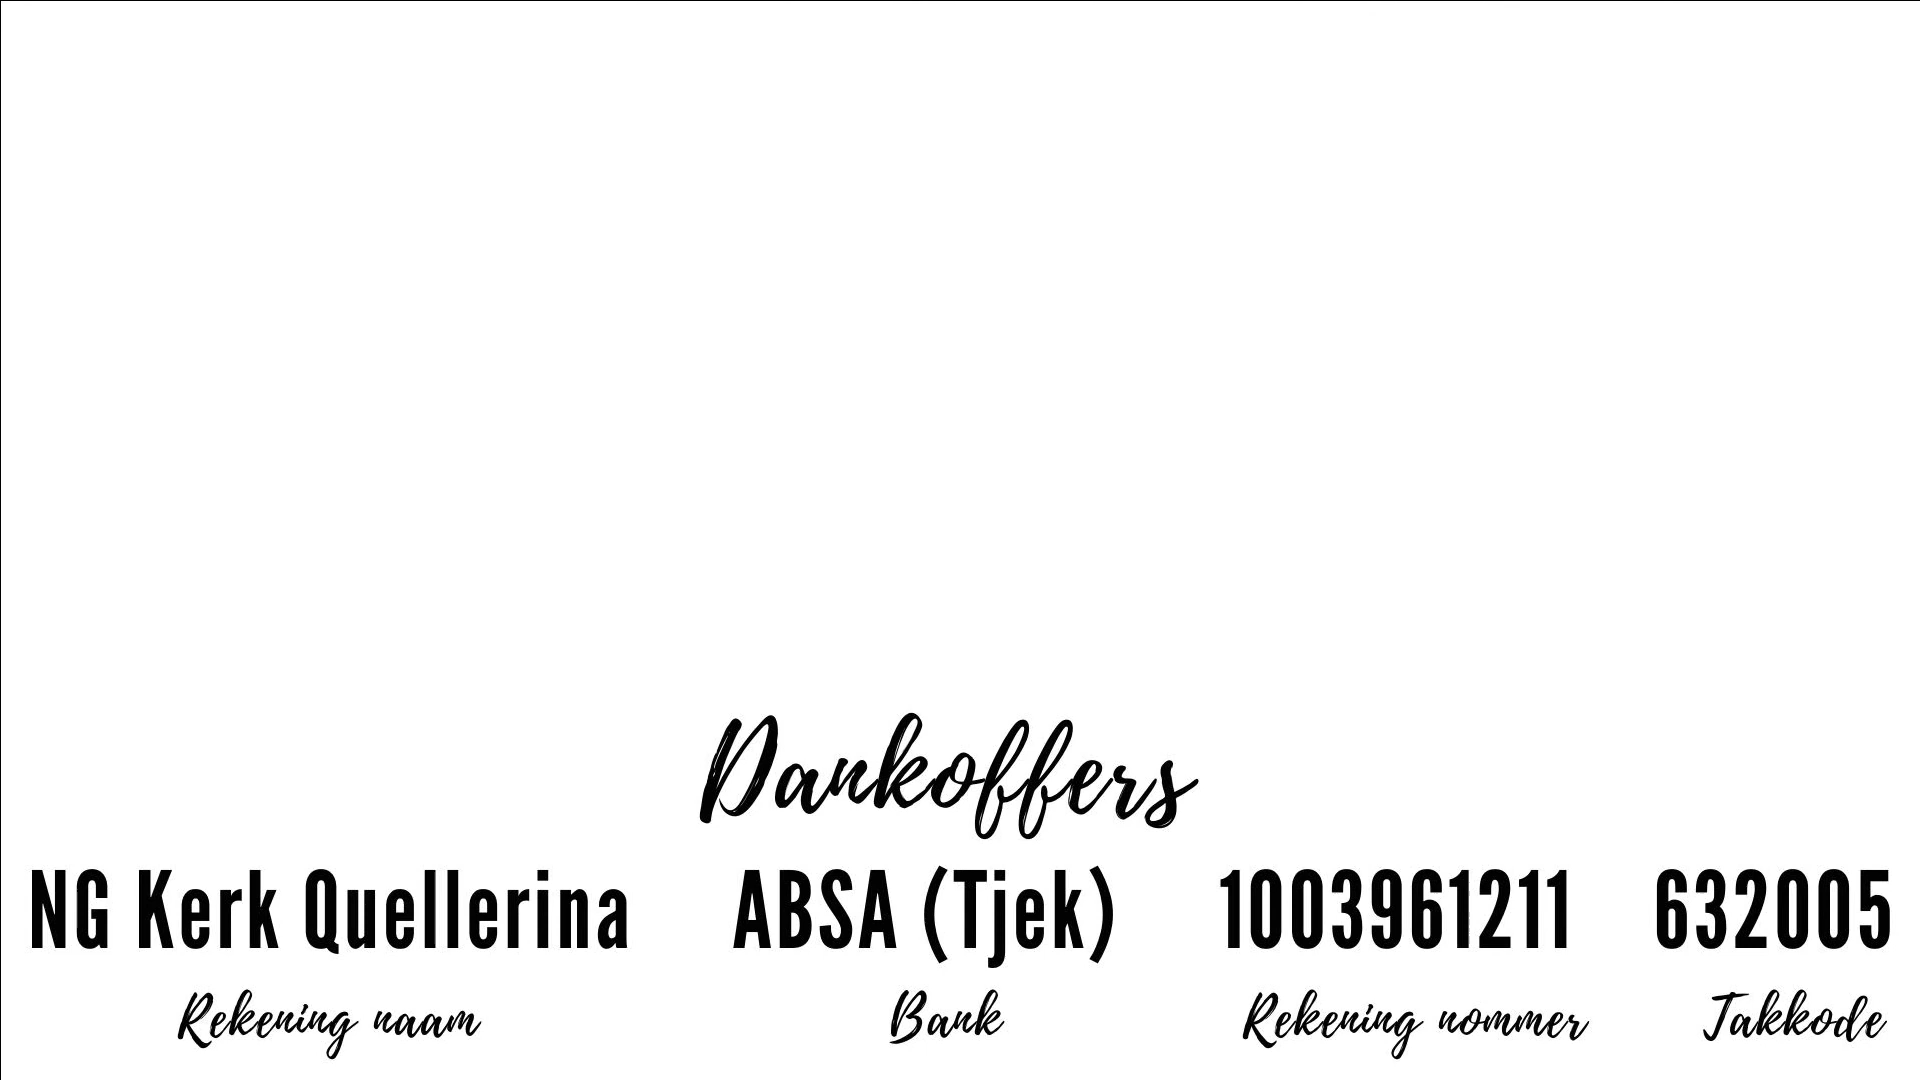 Dankoffers
NG Kerk Quellerina ABSA (Tjek) 1003961211 632005
Rekening naam Bank Rekening nommer Takkode